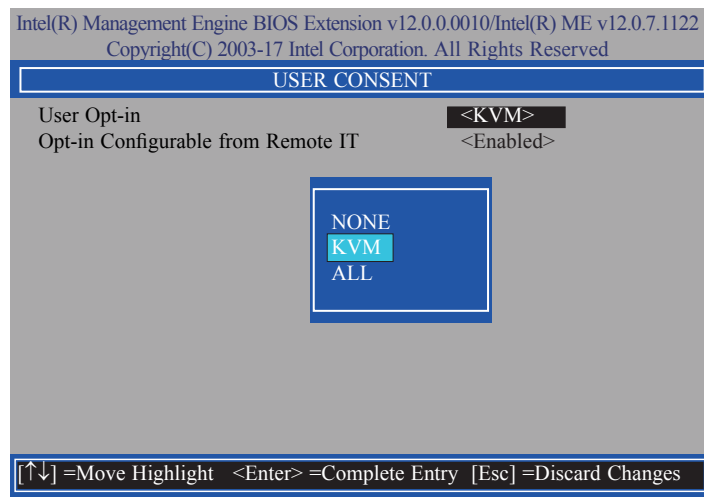 Intel(R) Management Engine BIOS Extension v12.0.0.0010/Intel(R) ME v12.0.7.1122
Copyright(C) 2003-17 Intel Corporation. All Rights Reserved
USER CONSENT
User Opt-in <KVM>
Opt-in Configurable from Remote IT <Enabled>
NONE
KVM
ALL
[↑↓] =Move Highlight <Enter> =Complete Entry [Esc] =Discard Changes